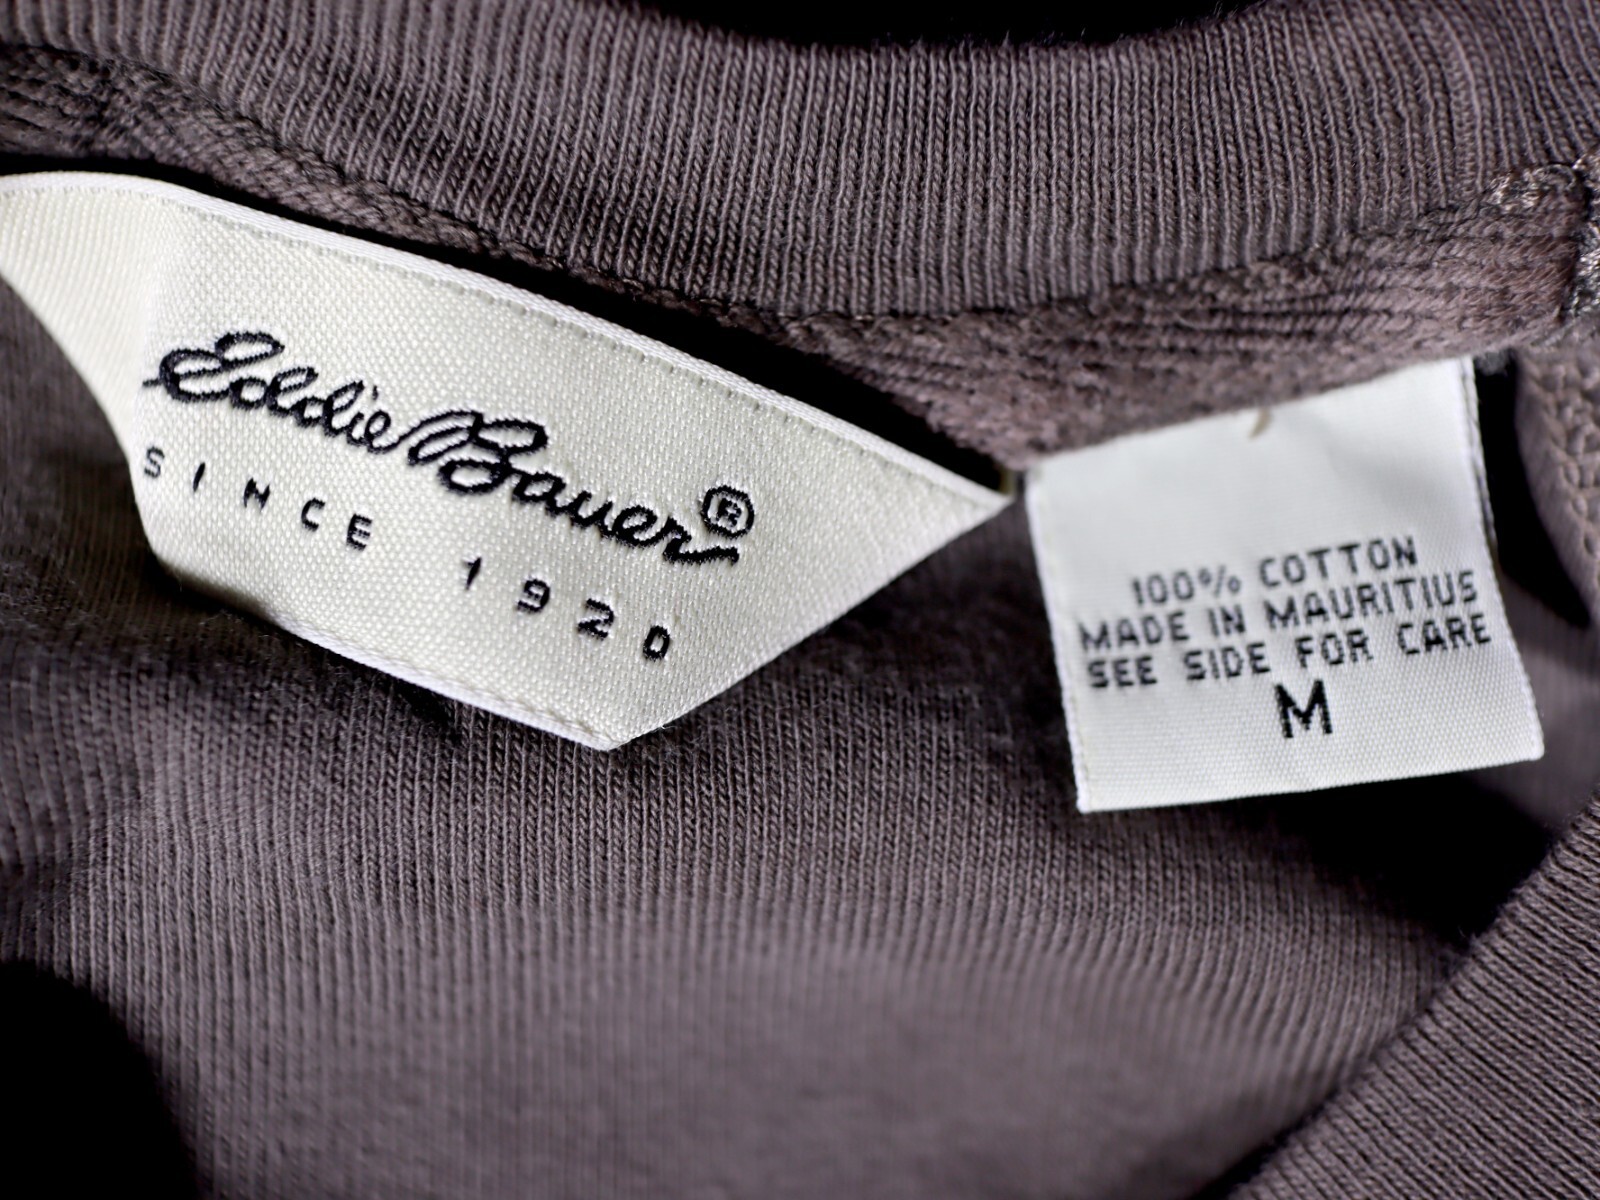 Eddie Bauer®
SINCE 1920
100% COTTON
MADE IN MAURITIUS
SEE SIDE FOR CARE
M